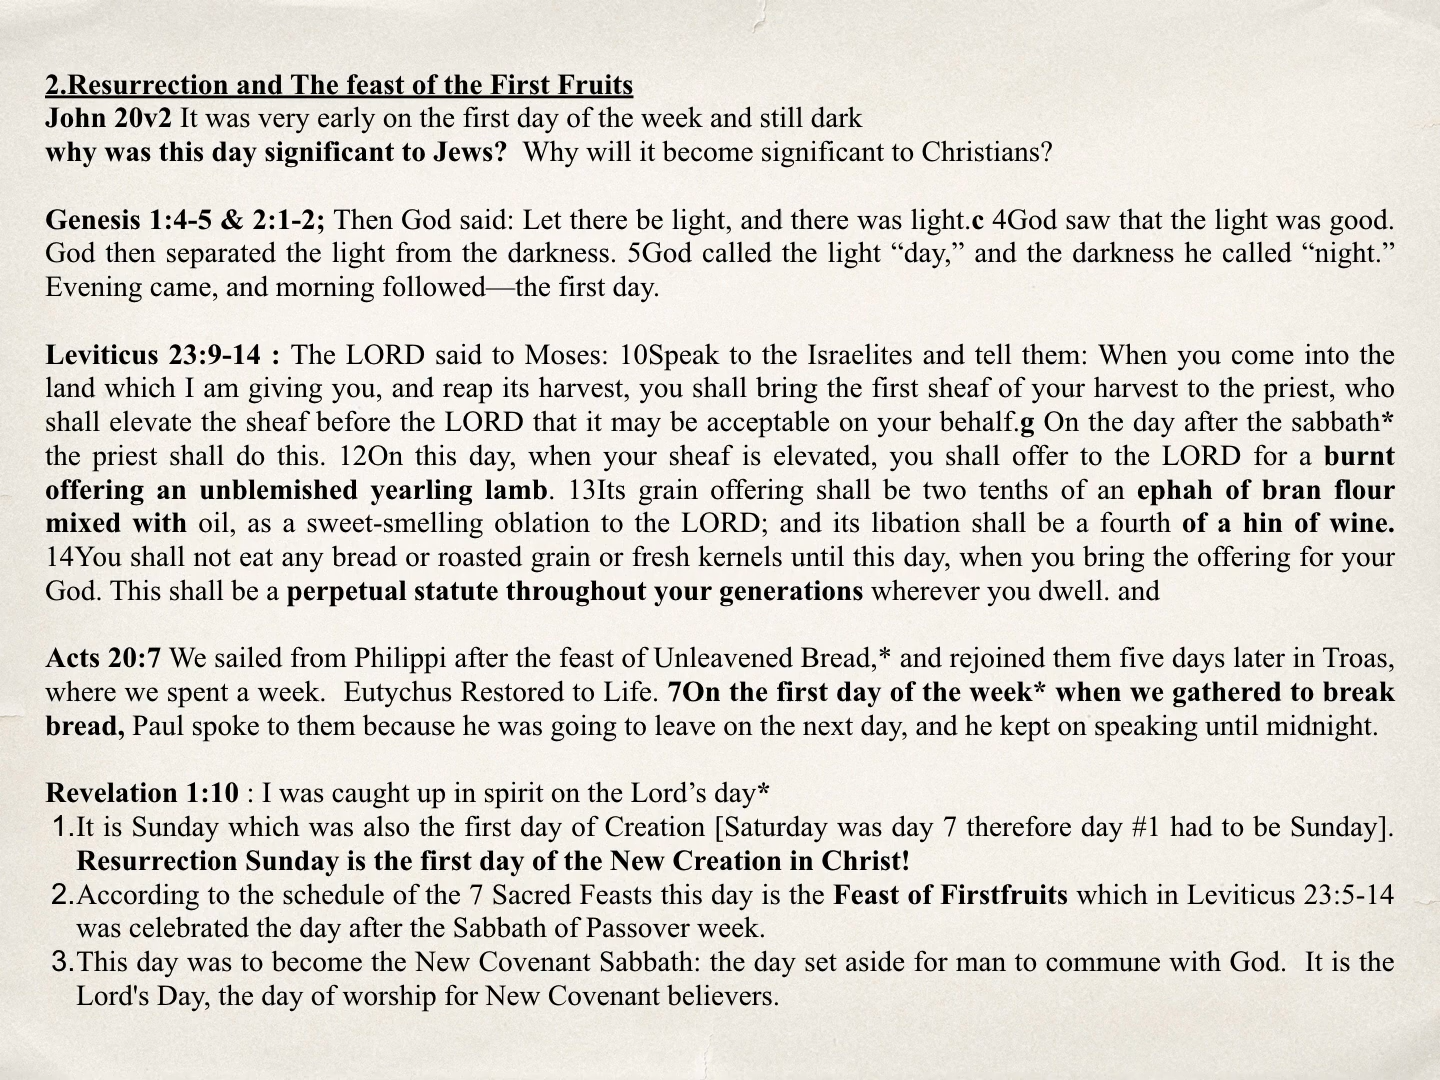 2.Resurrection and The feast of the First Fruits
John 20v2 It was very early on the first day of the week and still dark
why was this day significant to Jews?  Why will it become significant to Christians?
Genesis 1:4-5 & 2:1-2; Then God said: Let there be light, and there was light.c 4God saw that the light was good.
God then separated the light from the darkness. 5God called the light “day,” and the darkness he called “night.”
Evening came, and morning followed—the first day.
Leviticus 23:9-14 : The LORD said to Moses: 10Speak to the Israelites and tell them: When you come into the
land which I am giving you, and reap its harvest, you shall bring the first sheaf of your harvest to the priest, who
shall elevate the sheaf before the LORD that it may be acceptable on your behalf.g On the day after the sabbath*
the priest shall do this. 12On this day, when your sheaf is elevated, you shall offer to the LORD for a burnt
offering an unblemished yearling lamb. 13Its grain offering shall be two tenths of an ephah of bran flour
mixed with oil, as a sweet-smelling oblation to the LORD; and its libation shall be a fourth of a hin of wine.
14You shall not eat any bread or roasted grain or fresh kernels until this day, when you bring the offering for your
God. This shall be a perpetual statute throughout your generations wherever you dwell. and
Acts 20:7 We sailed from Philippi after the feast of Unleavened Bread,* and rejoined them five days later in Troas,
where we spent a week.  Eutychus Restored to Life. 7On the first day of the week* when we gathered to break
bread, Paul spoke to them because he was going to leave on the next day, and he kept on speaking until midnight.
Revelation 1:10 : I was caught up in spirit on the Lord’s day*
1.It is Sunday which was also the first day of Creation [Saturday was day 7 therefore day #1 had to be Sunday].
Resurrection Sunday is the first day of the New Creation in Christ!
2.According to the schedule of the 7 Sacred Feasts this day is the Feast of Firstfruits which in Leviticus 23:5-14
was celebrated the day after the Sabbath of Passover week.
3.This day was to become the New Covenant Sabbath: the day set aside for man to commune with God.  It is the
Lord's Day, the day of worship for New Covenant believers.